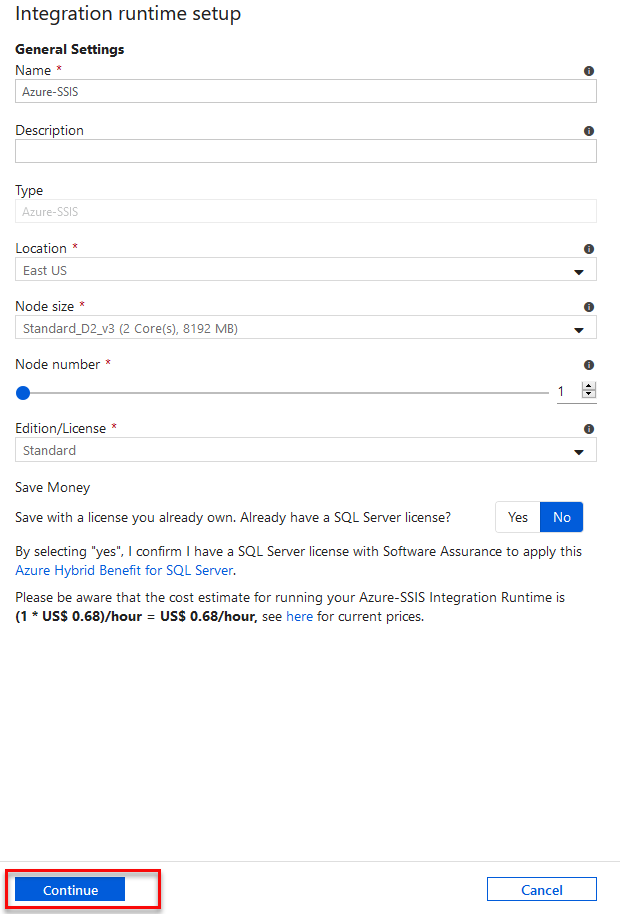 Integration runtime setup
General Settings
Name *
Azure-SSIS
Description
Type
Azure-SSIS
Location *
East US
Node size *
Standard_D2_v3 (2 Core(s), 8192 MB)
Node number *
1
Edition/License *
Standard
Save Money
Save with a license you already own. Already have a SQL Server license? Yes No
By selecting "yes", I confirm I have a SQL Server license with Software Assurance to apply this
Azure Hybrid Benefit for SQL Server.
Please be aware that the cost estimate for running your Azure-SSIS Integration Runtime is
(1 * US$ 0.68)/hour = US$ 0.68/hour, see here for current prices.
Continue Cancel